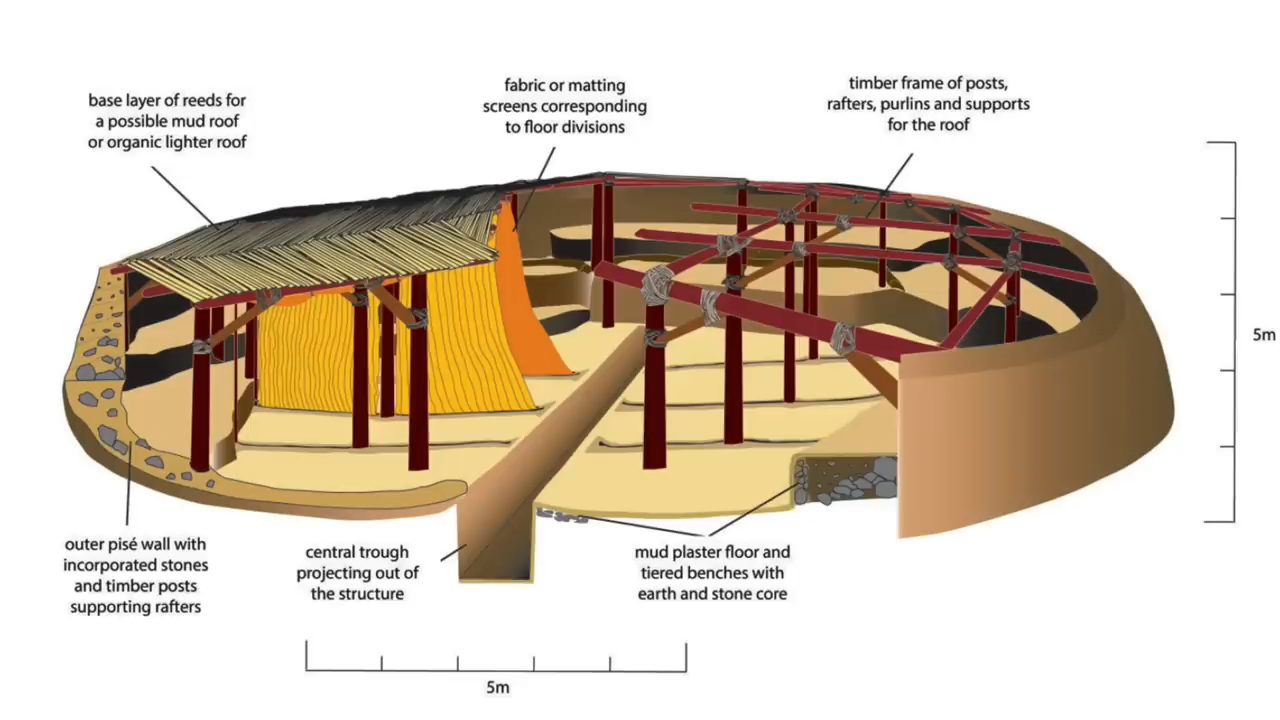 base layer of reeds for
a possible mud roof
or organic lighter roof
fabric or matting
screens corresponding
to floor divisions
timber frame of posts,
rafters, purlins and supports
for the roof
5m
outer pisé wall with
incorporated stones
and timber posts
supporting rafters
central trough
projecting out of
the structure
mud plaster floor and
tiered benches with
earth and stone core
5m